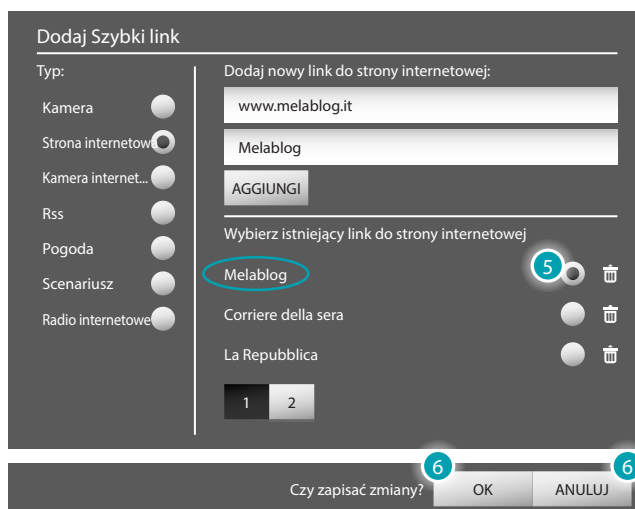 Dodaj Szybki link
Typ:
Kamera
Strona internetowa
Kamera internet...
Rss
Pogoda
Scenariusz
Radio internetowe
Dodaj nowy link do strony internetowej:
www.melablog.it
Melablog
AGGIUNGI
Wybierz istniejący link do strony internetowej
Melablog
5
Corriere della sera
La Repubblica
1 2
6 6
Czy zapisać zmiany? OK ANULUJ